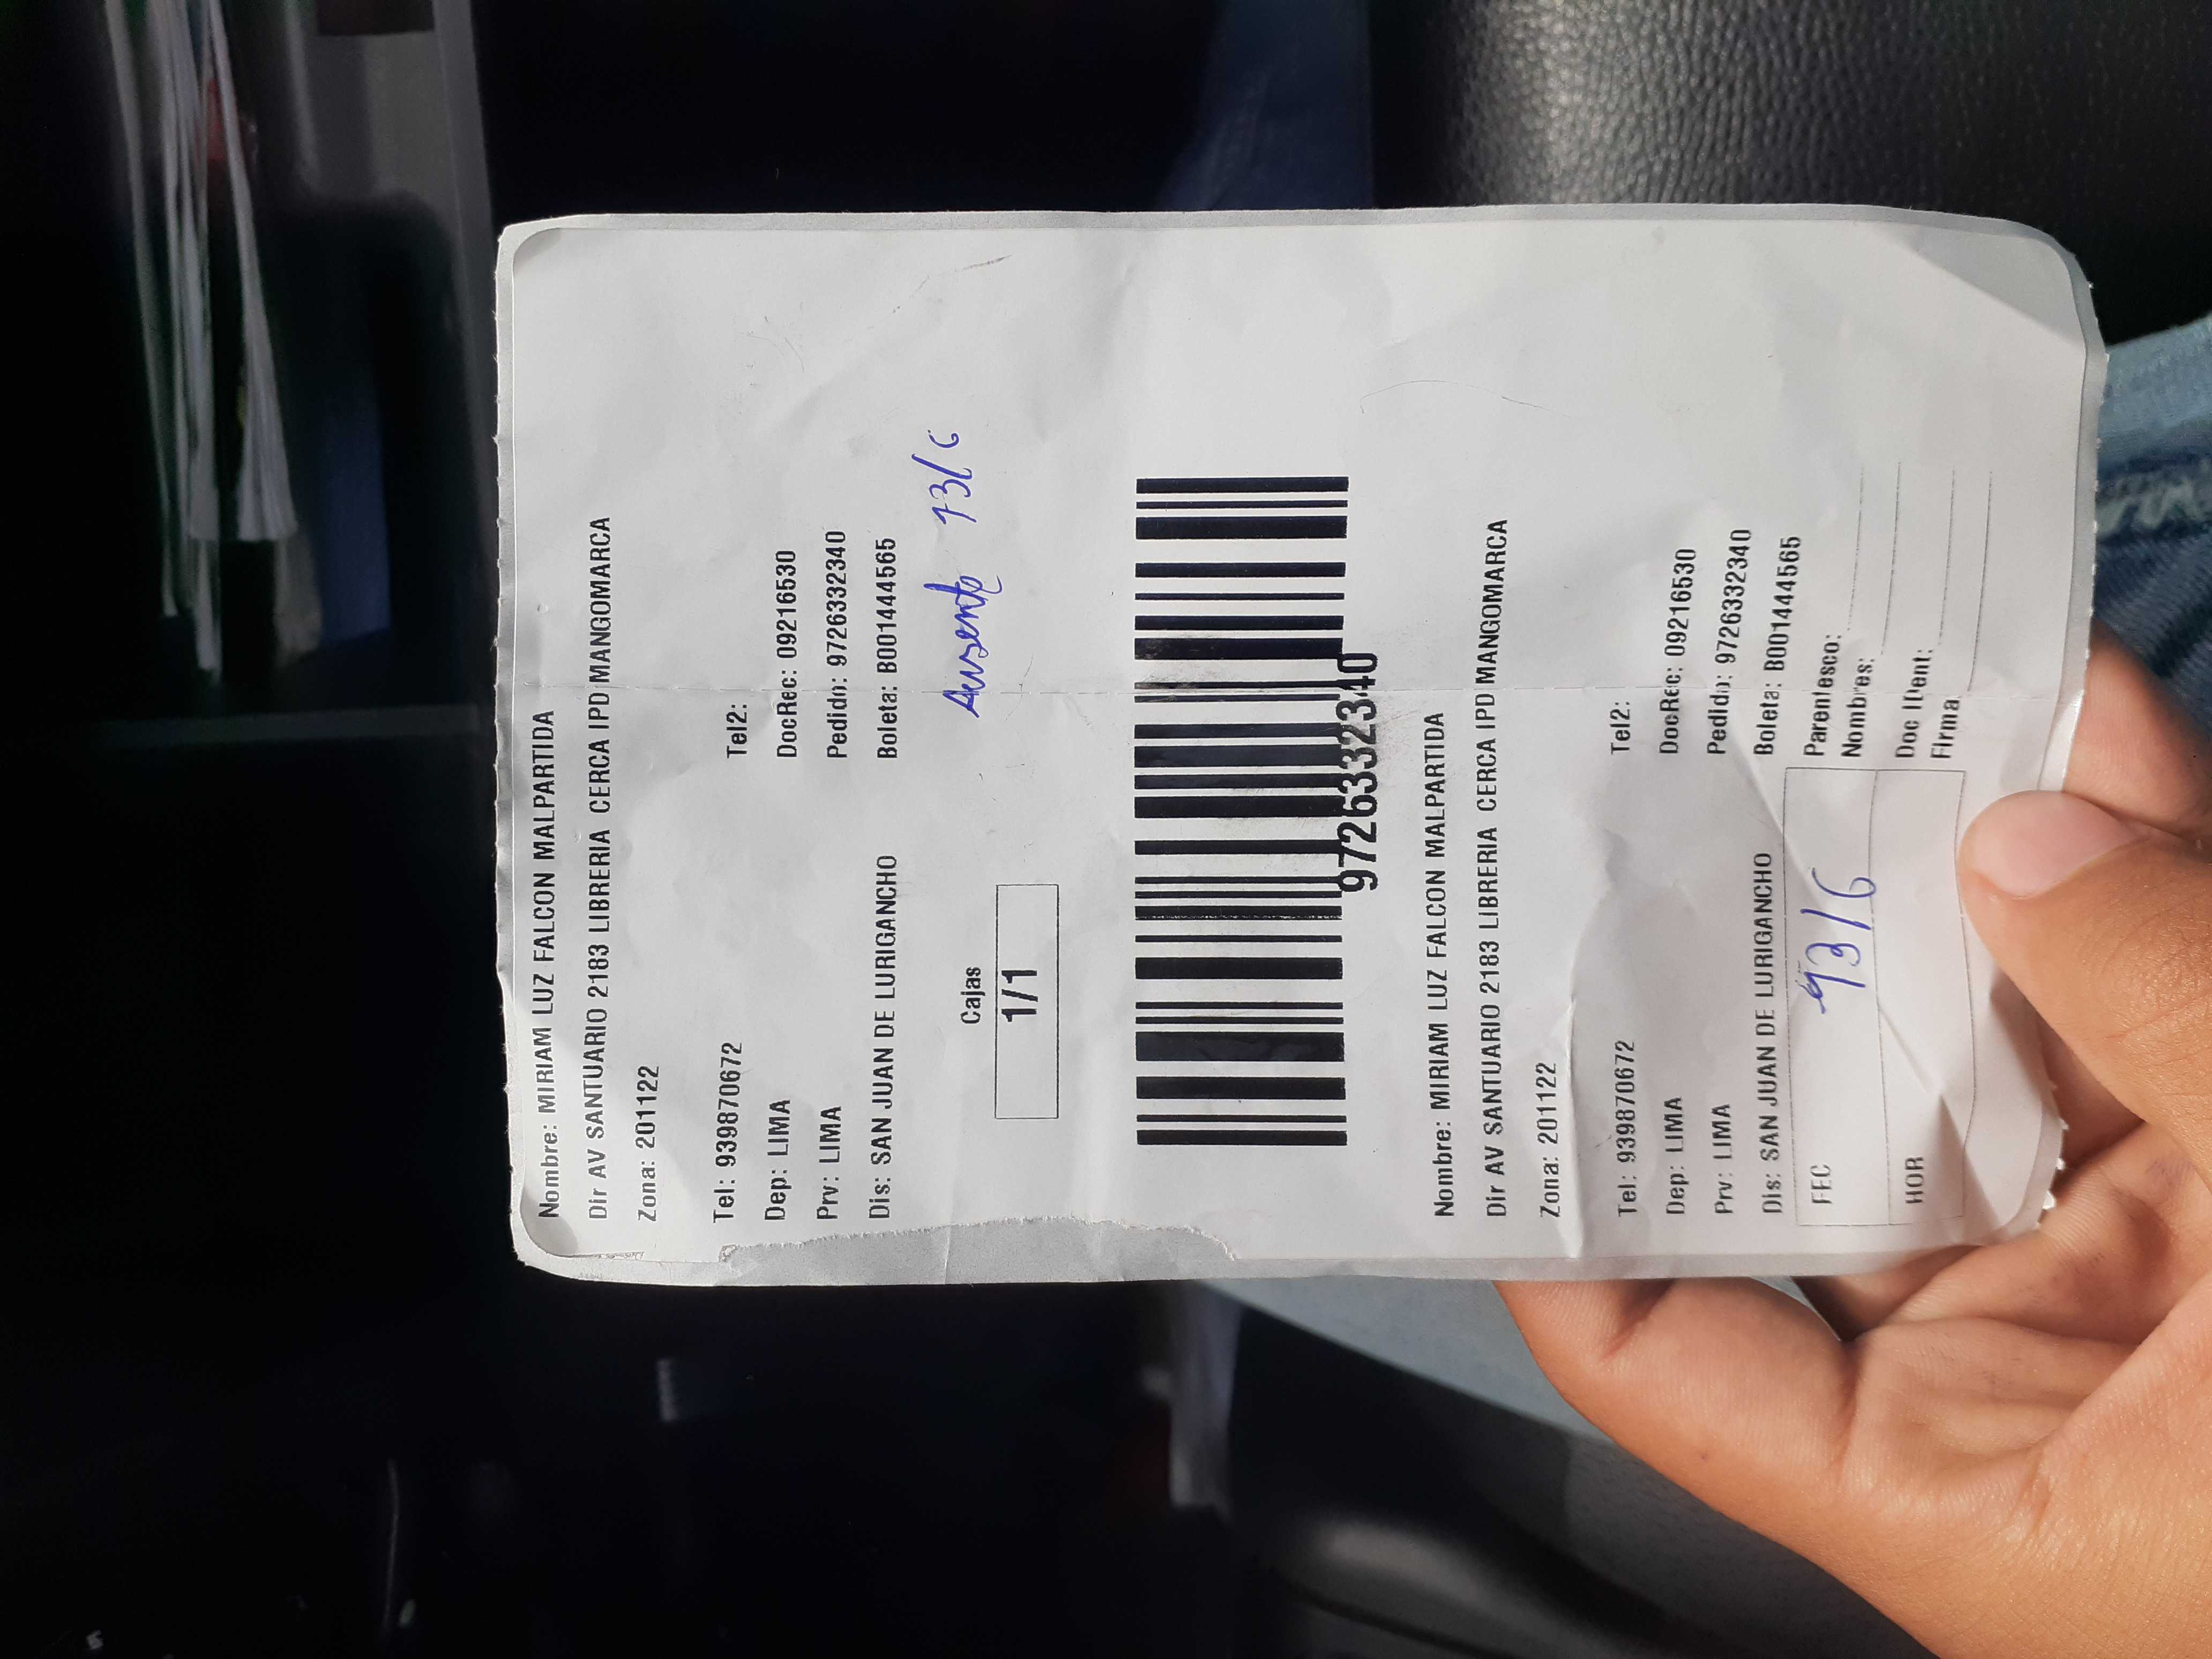 Nombre: MIRIAM LUZ FALCON MALPARTIDA
Dir AV SANTUARIO 2183 LIBRERIA CERCA IPD MANGOMARCA
Zona: 201122
Tel: 939870672 Tel2:
Dep: LIMA DocRec: 09216530
Prv: LIMA Pedido: 9726332340
Dis: SAN JUAN DE LURIGANCHO Boleta: B001444565
Cajas Ausente 13/6
1/1
9726332340
Nombre: MIRIAM LUZ FALCON MALPARTIDA
Dir AV SANTUARIO 2183 LIBRERIA CERCA IPD MANGOMARCA
Zona: 201122
Tel: 939870672 Tel2:
Dep: LIMA DocRec: 09216530
Prv: LIMA Pedido: 9726332340
Dis: SAN JUAN DE LURIGANCHO Boleta: B001444565
FEC 13/6 Parentesco:
Nombres:
HOR Doc Ident:
Firma